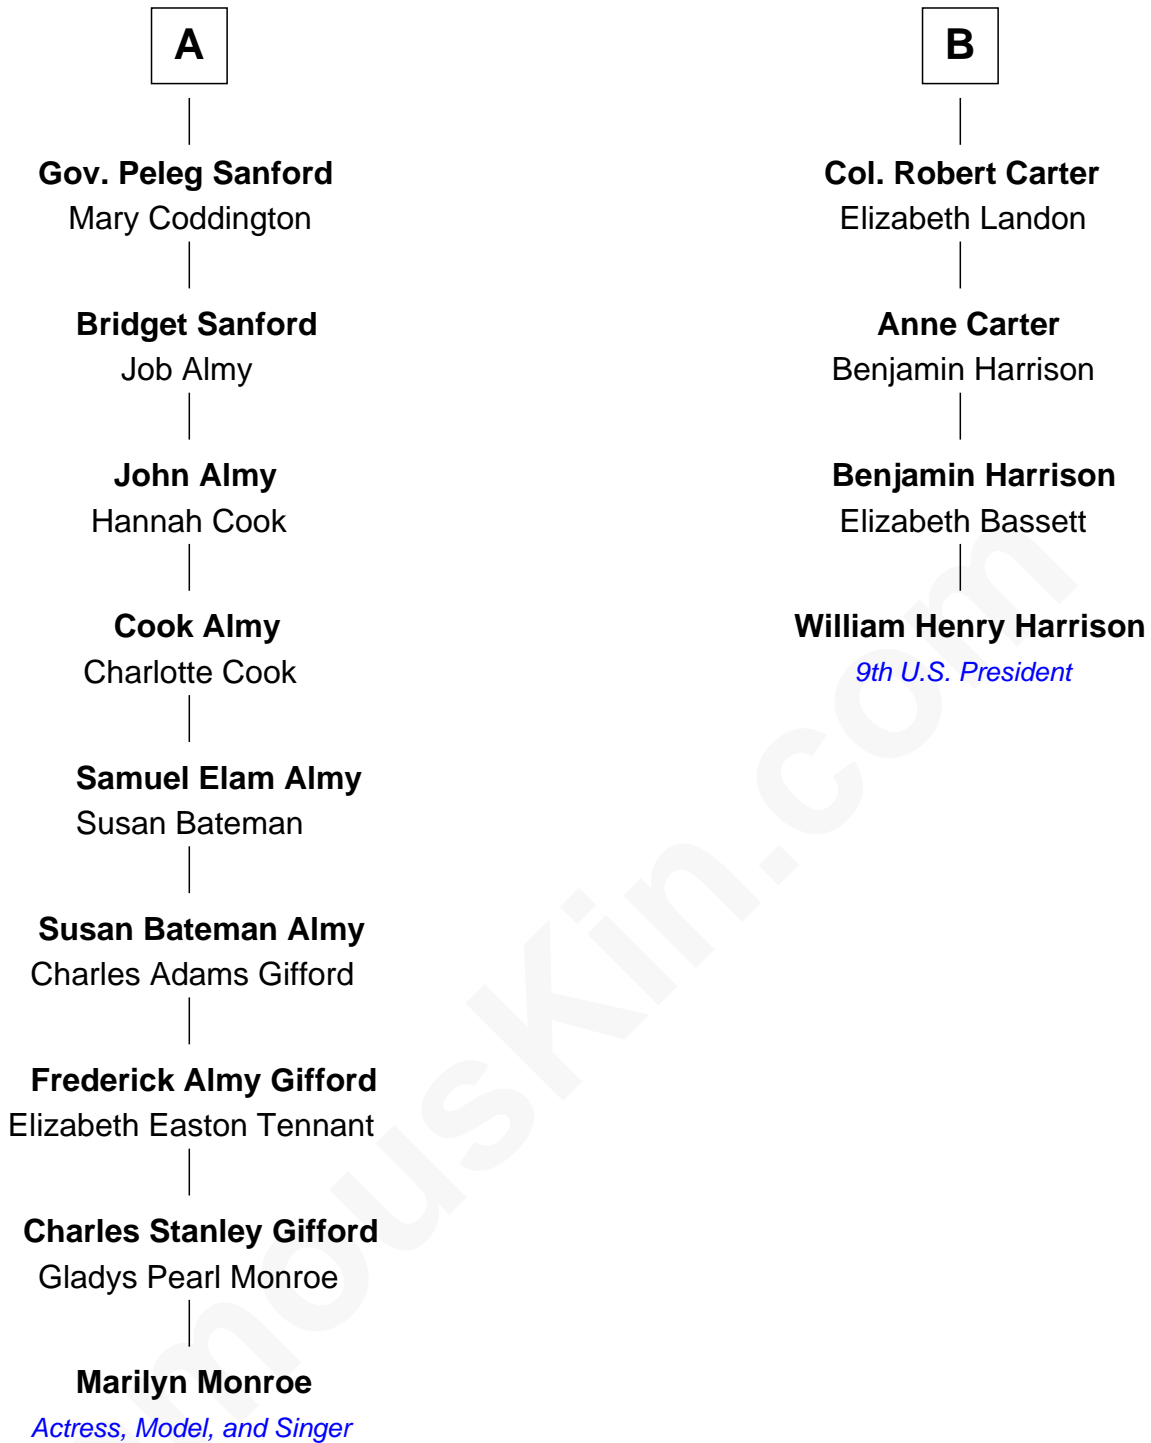 A
Gov. Peleg Sanford
Mary Coddington
Bridget Sanford
Job Almy
John Almy
Hannah Cook
Cook Almy
Charlotte Cook
Samuel Elam Almy
Susan Bateman
Susan Bateman Almy
Charles Adams Gifford
Frederick Almy Gifford
Elizabeth Easton Tennant
Charles Stanley Gifford
Gladys Pearl Monroe
Marilyn Monroe
Actress, Model, and Singer
B
Col. Robert Carter
Elizabeth Landon
Anne Carter
Benjamin Harrison
Benjamin Harrison
Elizabeth Bassett
William Henry Harrison
9th U.S. President
mouskin.com